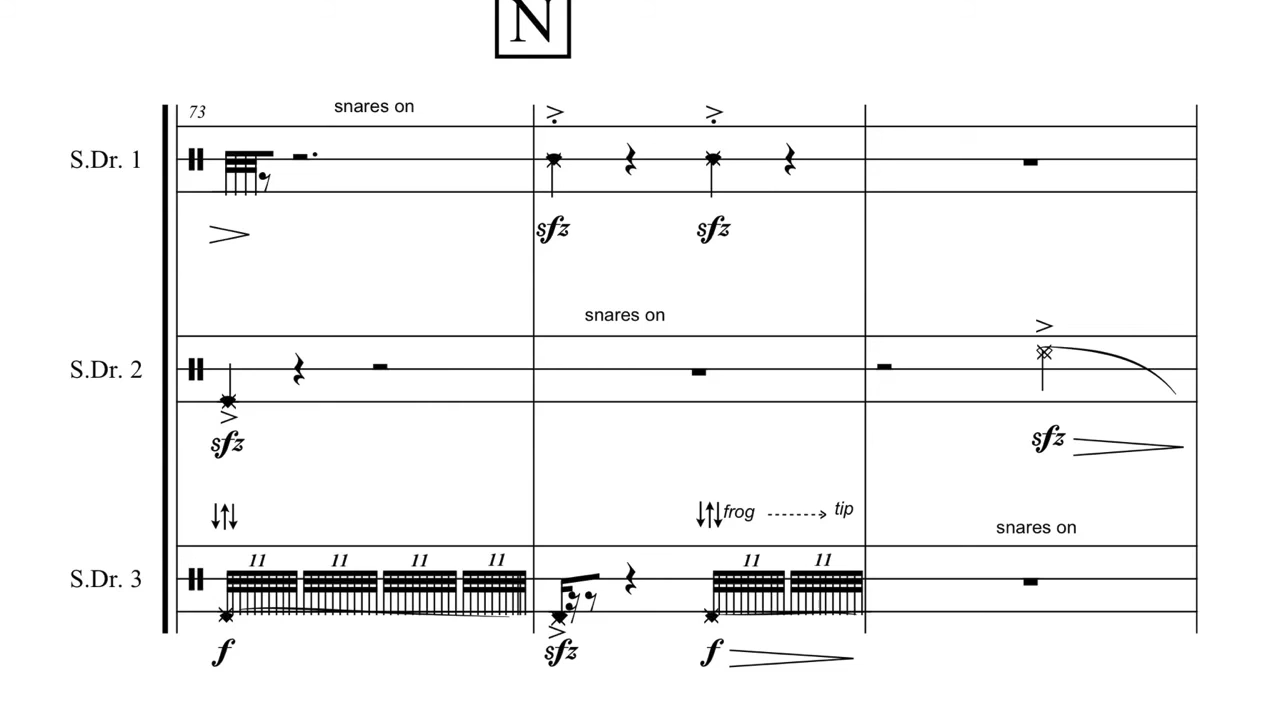 N
73
snares on
S.Dr. 1
sfz sfz
snares on
S.Dr. 2
sfz sfz
frog tip
snares on
11 11 11 11 11 11
S.Dr. 3
f sfz f